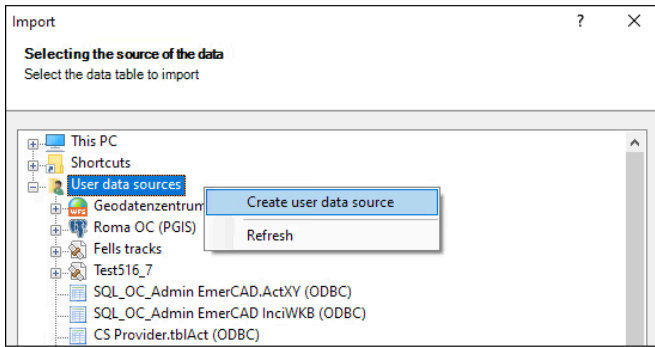 Import ?
Selecting the source of the data
Select the data table to import
This PC
Shortcuts
User data sources
Create user data source
WFS Geodatenzentrum
Roma OC (PGIS)
Refresh
Fells tracks
Test516_7
SQL_OC_Admin EmerCAD.ActXY (ODBC)
SQL_OC_Admin EmerCAD InciWKB (ODBC)
CS Provider.tblAct (ODBC)